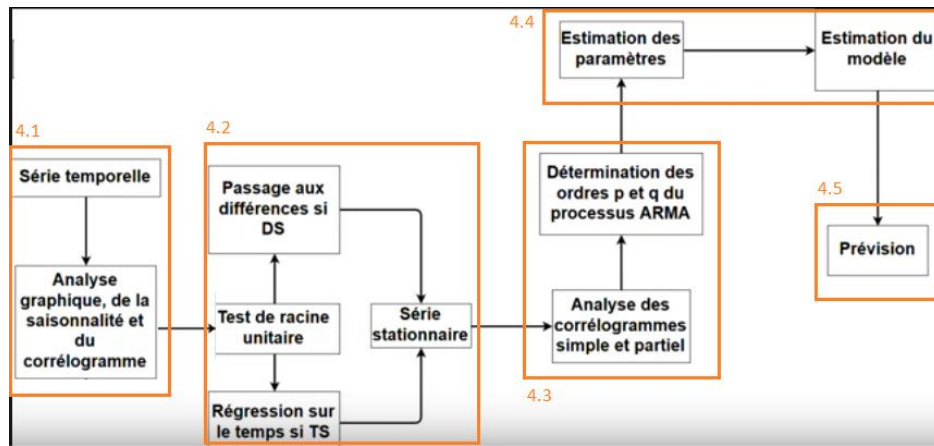 4.1
Série temporelle
Analyse
graphique, de la
saisonnalité et
du
corrélogramme
4.2
Passage aux
différences si
DS
Test de racine
unitaire
Régression sur
le temps si TS
Série
stationnaire
4.3
Analyse des
corrélogrammes
simple et partiel
Détermination des
ordres p et q du
processus ARMA
4.4
Estimation des
paramètres
Estimation du
modèle
4.5
Prévision